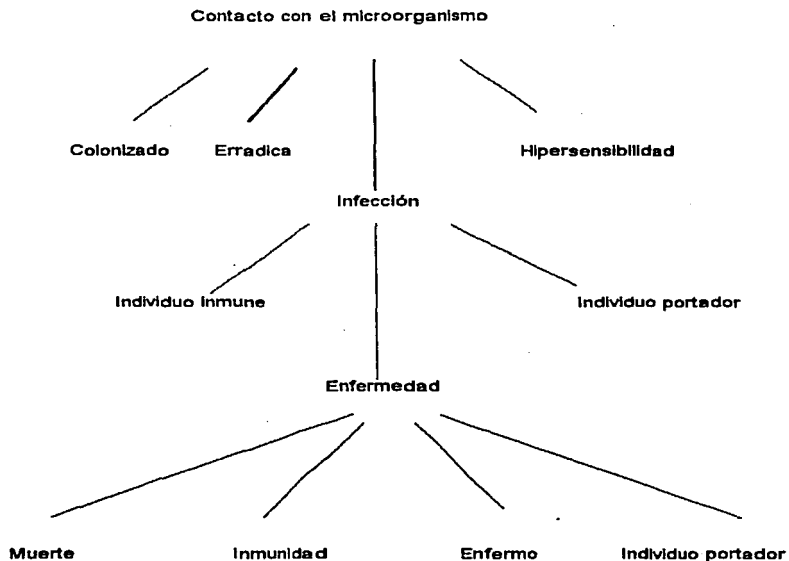 Contacto con el microorganismo
Colonizado Erradica Hipersensibilidad
Infección
Individuo inmune Individuo portador
Enfermedad
Muerte Inmunidad Enfermo Individuo portador